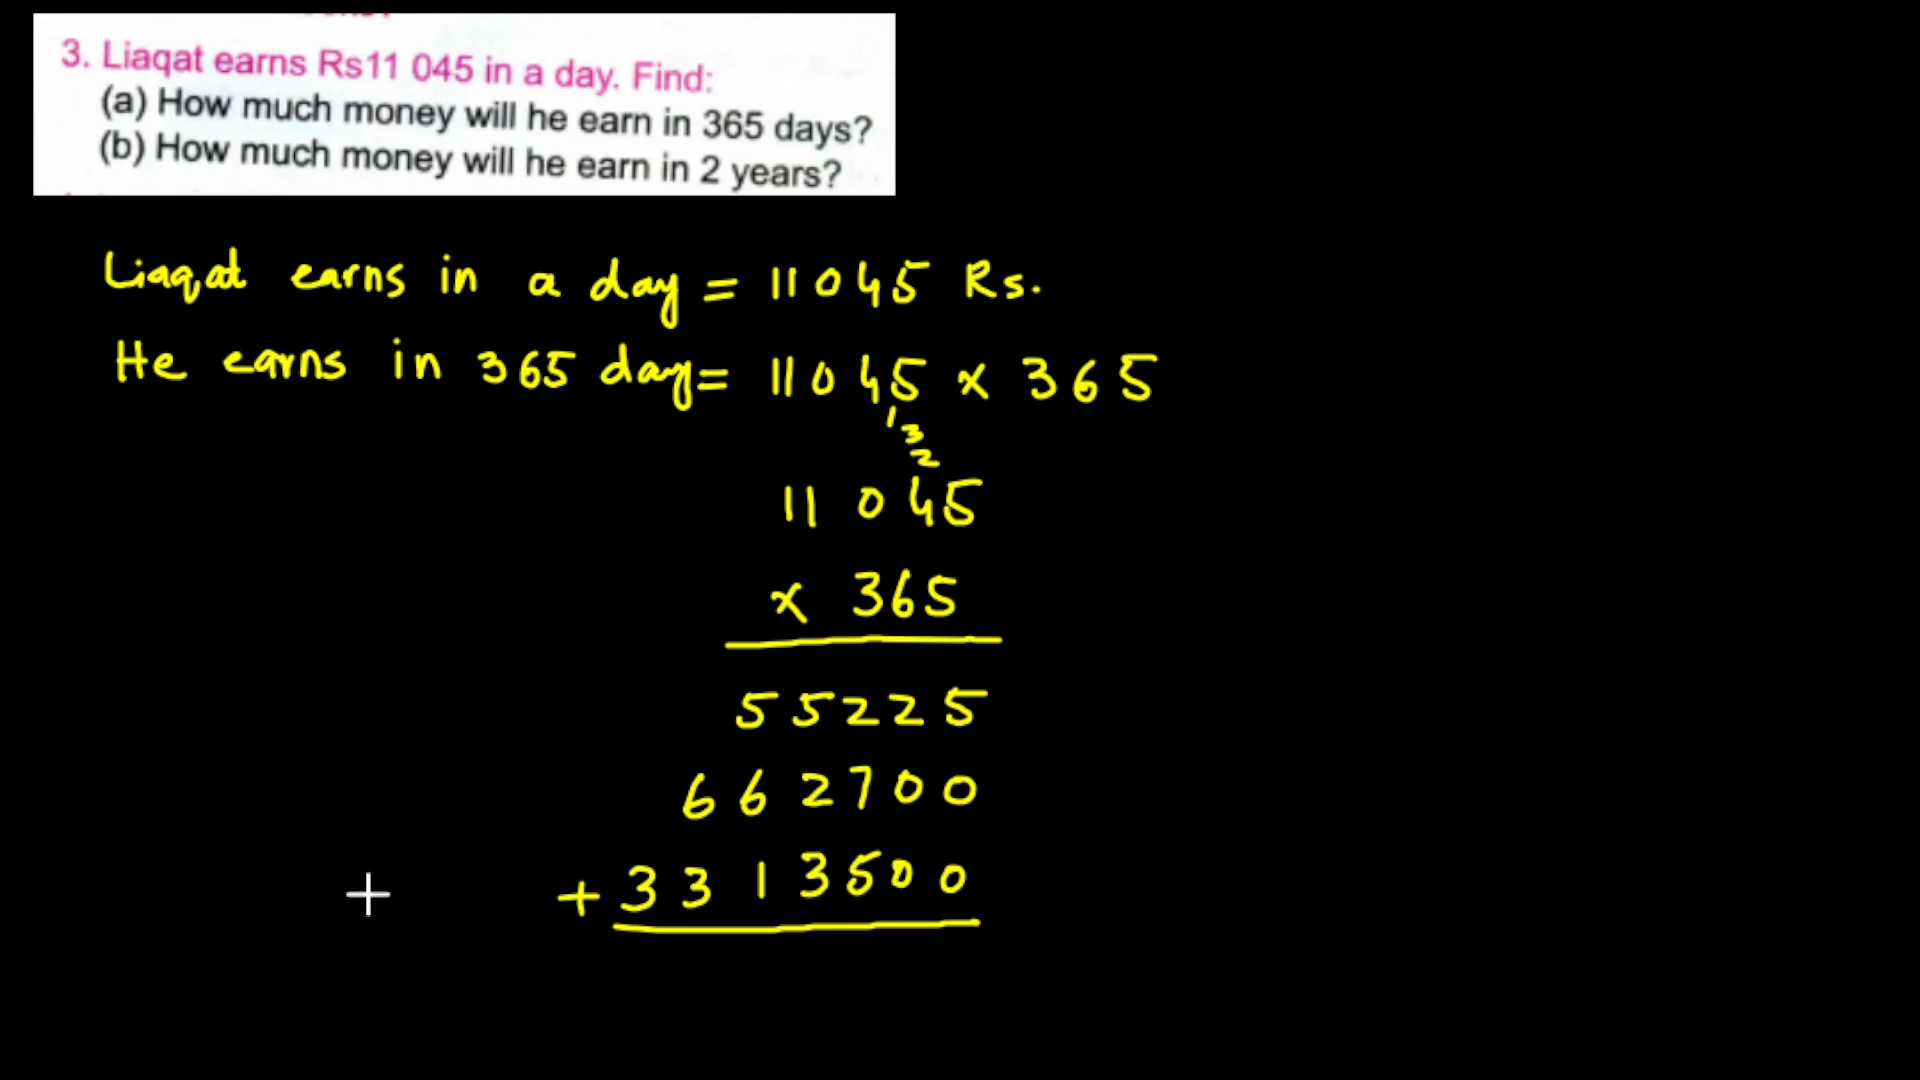 3. Liaqat earns Rs11 045 in a day. Find:
(a) How much money will he earn in 365 days?
(b) How much money will he earn in 2 years?
Liaqat earns in a day = 11045 Rs.
He earns in 365 day= 11045 x 365
1
3
2
11045
x 365
55225
662700
+3313500